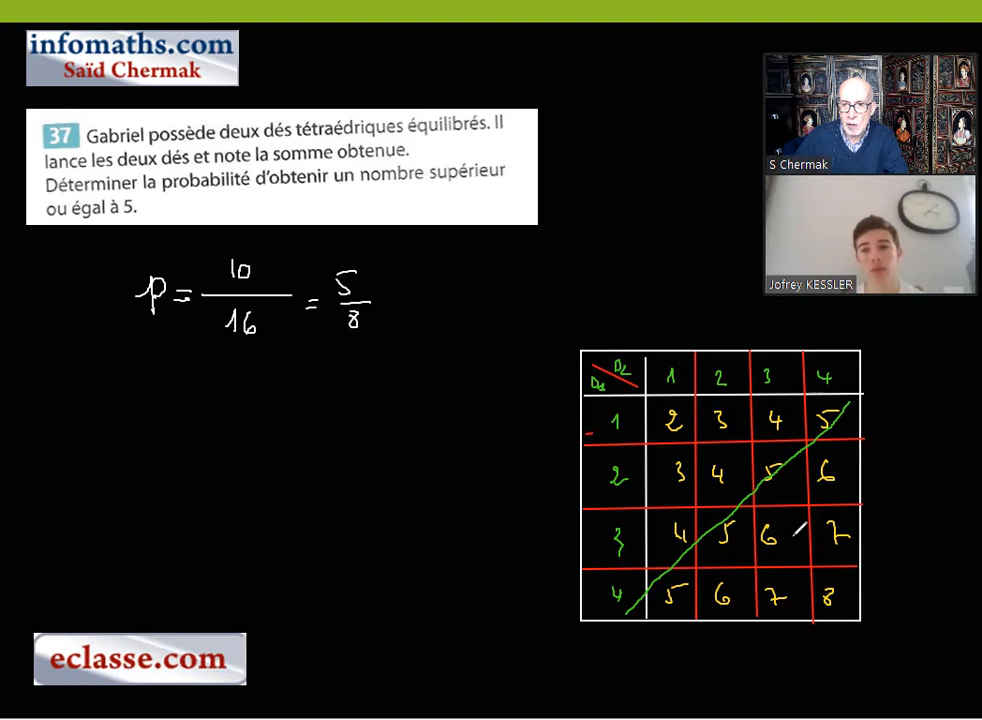 infomaths.com
Saïd Chermak
37 Gabriel possède deux dés tétraédriques équilibrés. Il
lance les deux dés et note la somme obtenue.
Déterminer la probabilité d'obtenir un nombre supérieur
ou égal à 5.
S Chermak
Jofrey KESSLER
p = 10/16 = 5/8
D1 D2 1 2 3 4
1 2 3 4 5
2 3 4 5 6
3 4 5 6 7
4 5 6 7 8
eclasse.com